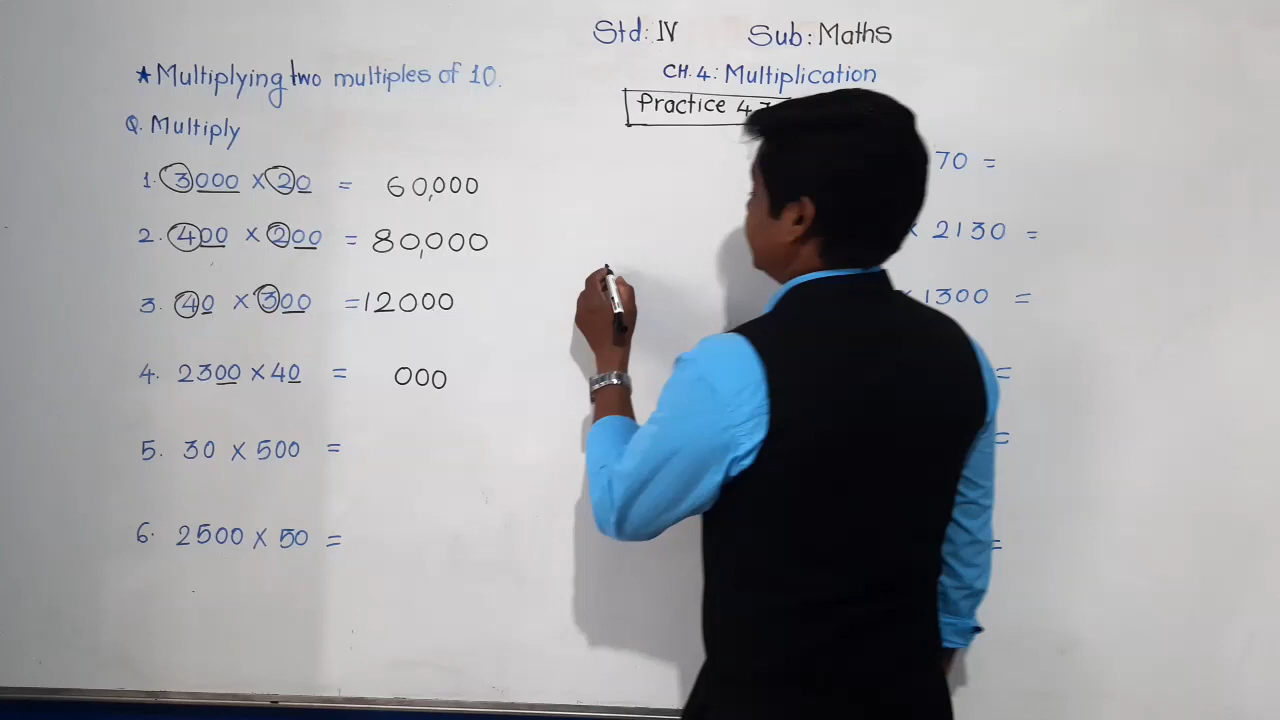 Std: IV Sub: Maths
CH. 4: Multiplication
Practice 4.
★ Multiplying two multiples of 10.
Q. Multiply
1. 3000 × 20 = 60,000
2. 400 × 200 = 80,000
3. 40 × 300 = 12000
4. 2300 × 40 = 000
5. 30 × 500 =
6. 2500 × 50 =
70 =
× 2130 =
× 1300 =
=
=
=